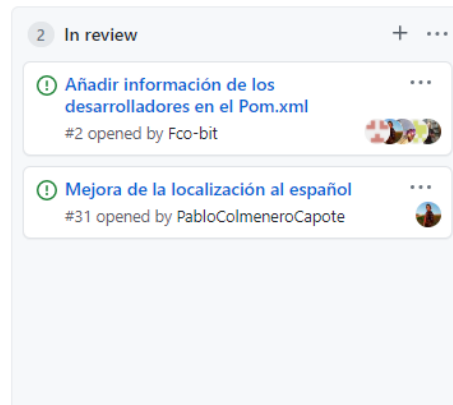 2 In review
Añadir información de los
desarrolladores en el Pom.xml
#2 opened by Fco-bit
Mejora de la localización al español
#31 opened by PabloColmeneroCapote